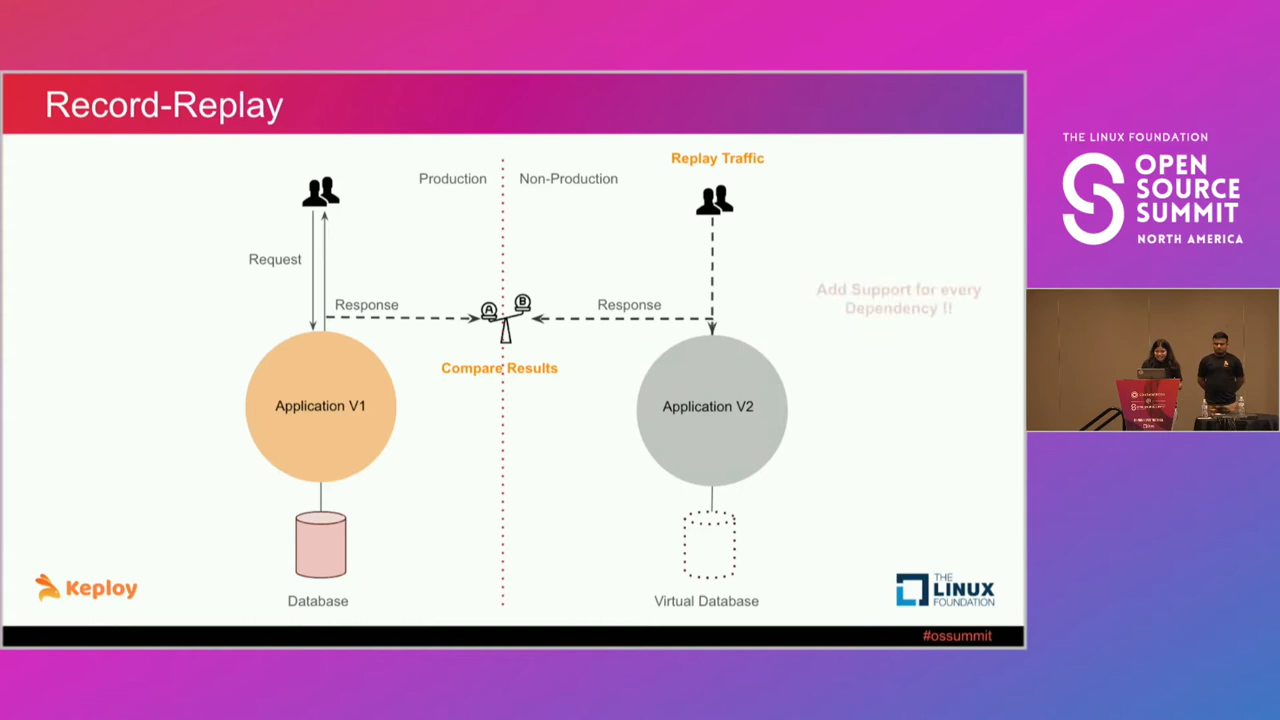 Record-Replay
Production
Non-Production
Replay Traffic
Request
Response
A
B
Response
Add Support for every
Dependency !!
Compare Results
Application V1
Application V2
Database
Virtual Database
Keploy
THE
LINUX
FOUNDATION
#ossummit
THE LINUX FOUNDATION
OPEN
SOURCE
SUMMIT
NORTH AMERICA